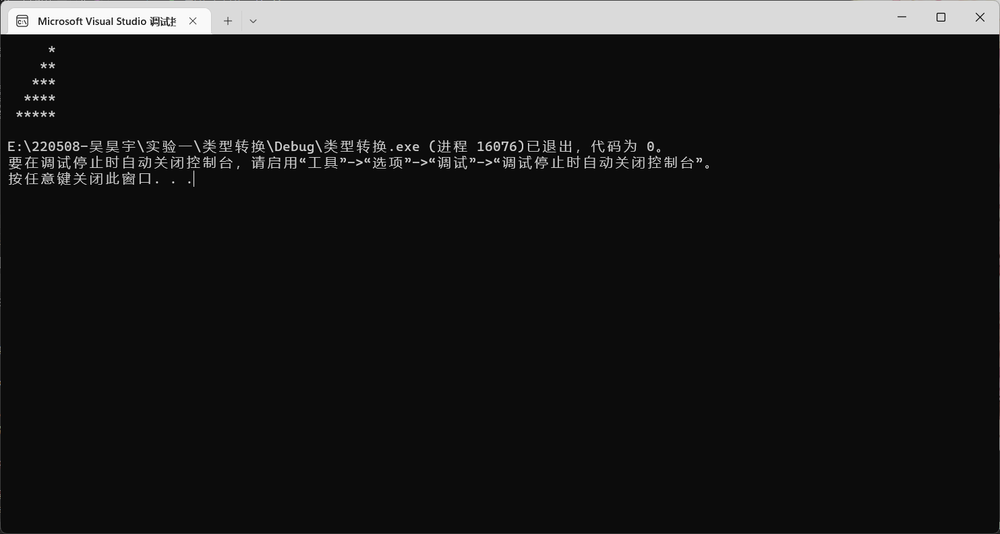 Microsoft Visual Studio 调试
*
**
***
****
*****
E:\220508-吴昊宇\实验一\类型转换\Debug\类型转换.exe (进程 16076)已退出，代码为 0。
要在调试停止时自动关闭控制台，请启用“工具”->“选项”->“调试”->“调试停止时自动关闭控制台”。
按任意键关闭此窗口. . .